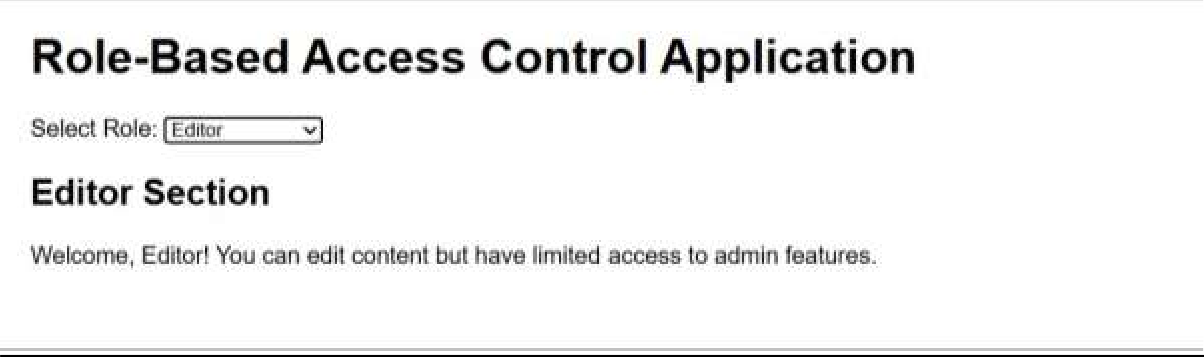 Role-Based Access Control Application
Select Role: Editor
Editor Section
Welcome, Editor! You can edit content but have limited access to admin features.